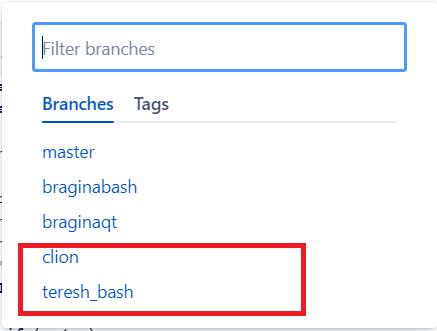 Filter branches
Branches Tags
master
braginabash
braginaqt
clion
teresh_bash